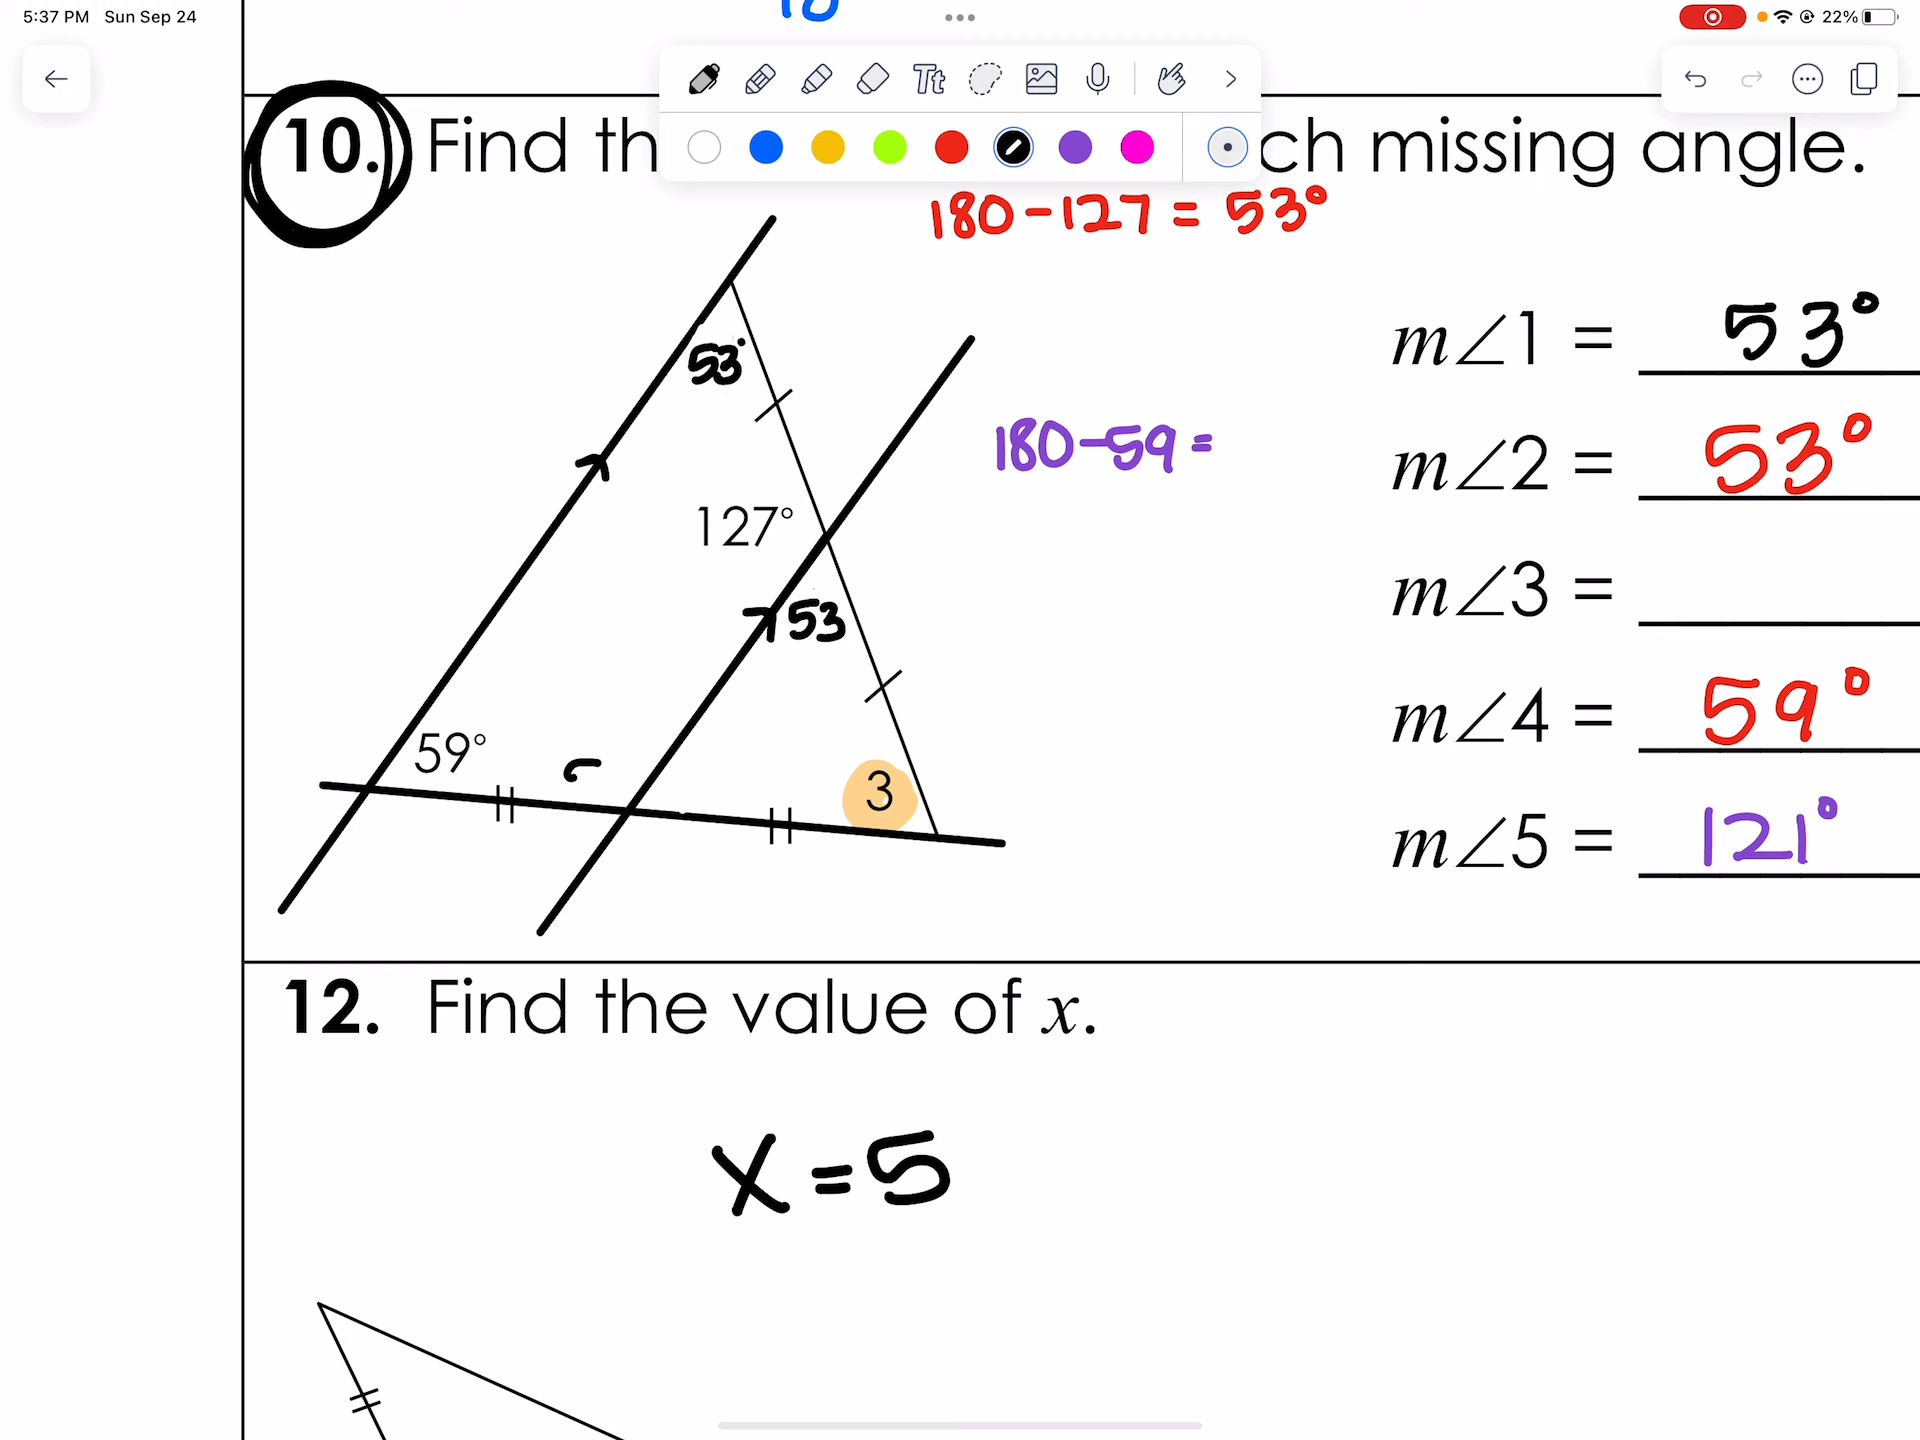 5:37 PM Sun Sep 24
22%
Tt
10. Find th ch missing angle.
180-127 = 53°
53°
m∠1 = 53°
180-59 =
m∠2 = 53°
127°
m∠3 =
53
m∠4 = 59°
59°
3
m∠5 = 121°
12. Find the value of x.
x = 5